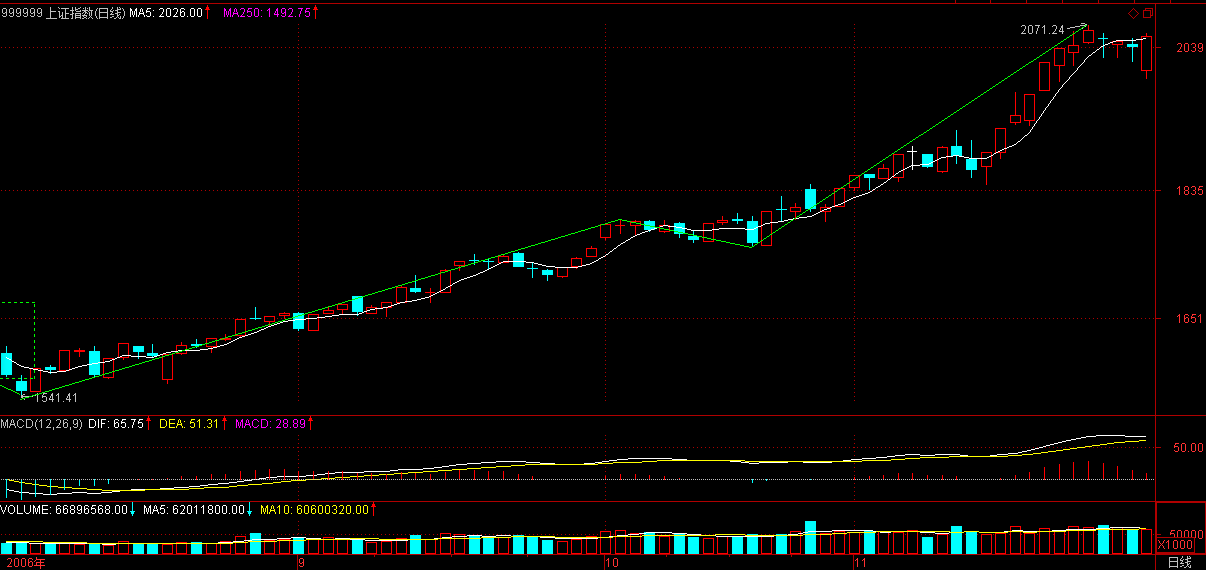 999999 上证指数(日线) MA5: 2026.00↑ MA250: 1492.75↑
2071.24
2039
1835
1651
1541.41
MACD(12,26,9) DIF: 65.75↑ DEA: 51.31↑ MACD: 28.89↑
50.00
VOLUME: 66896568.00↓ MA5: 62011800.00↓ MA10: 60600320.00↑
50000
X1000
2006年 9 10 11 日线